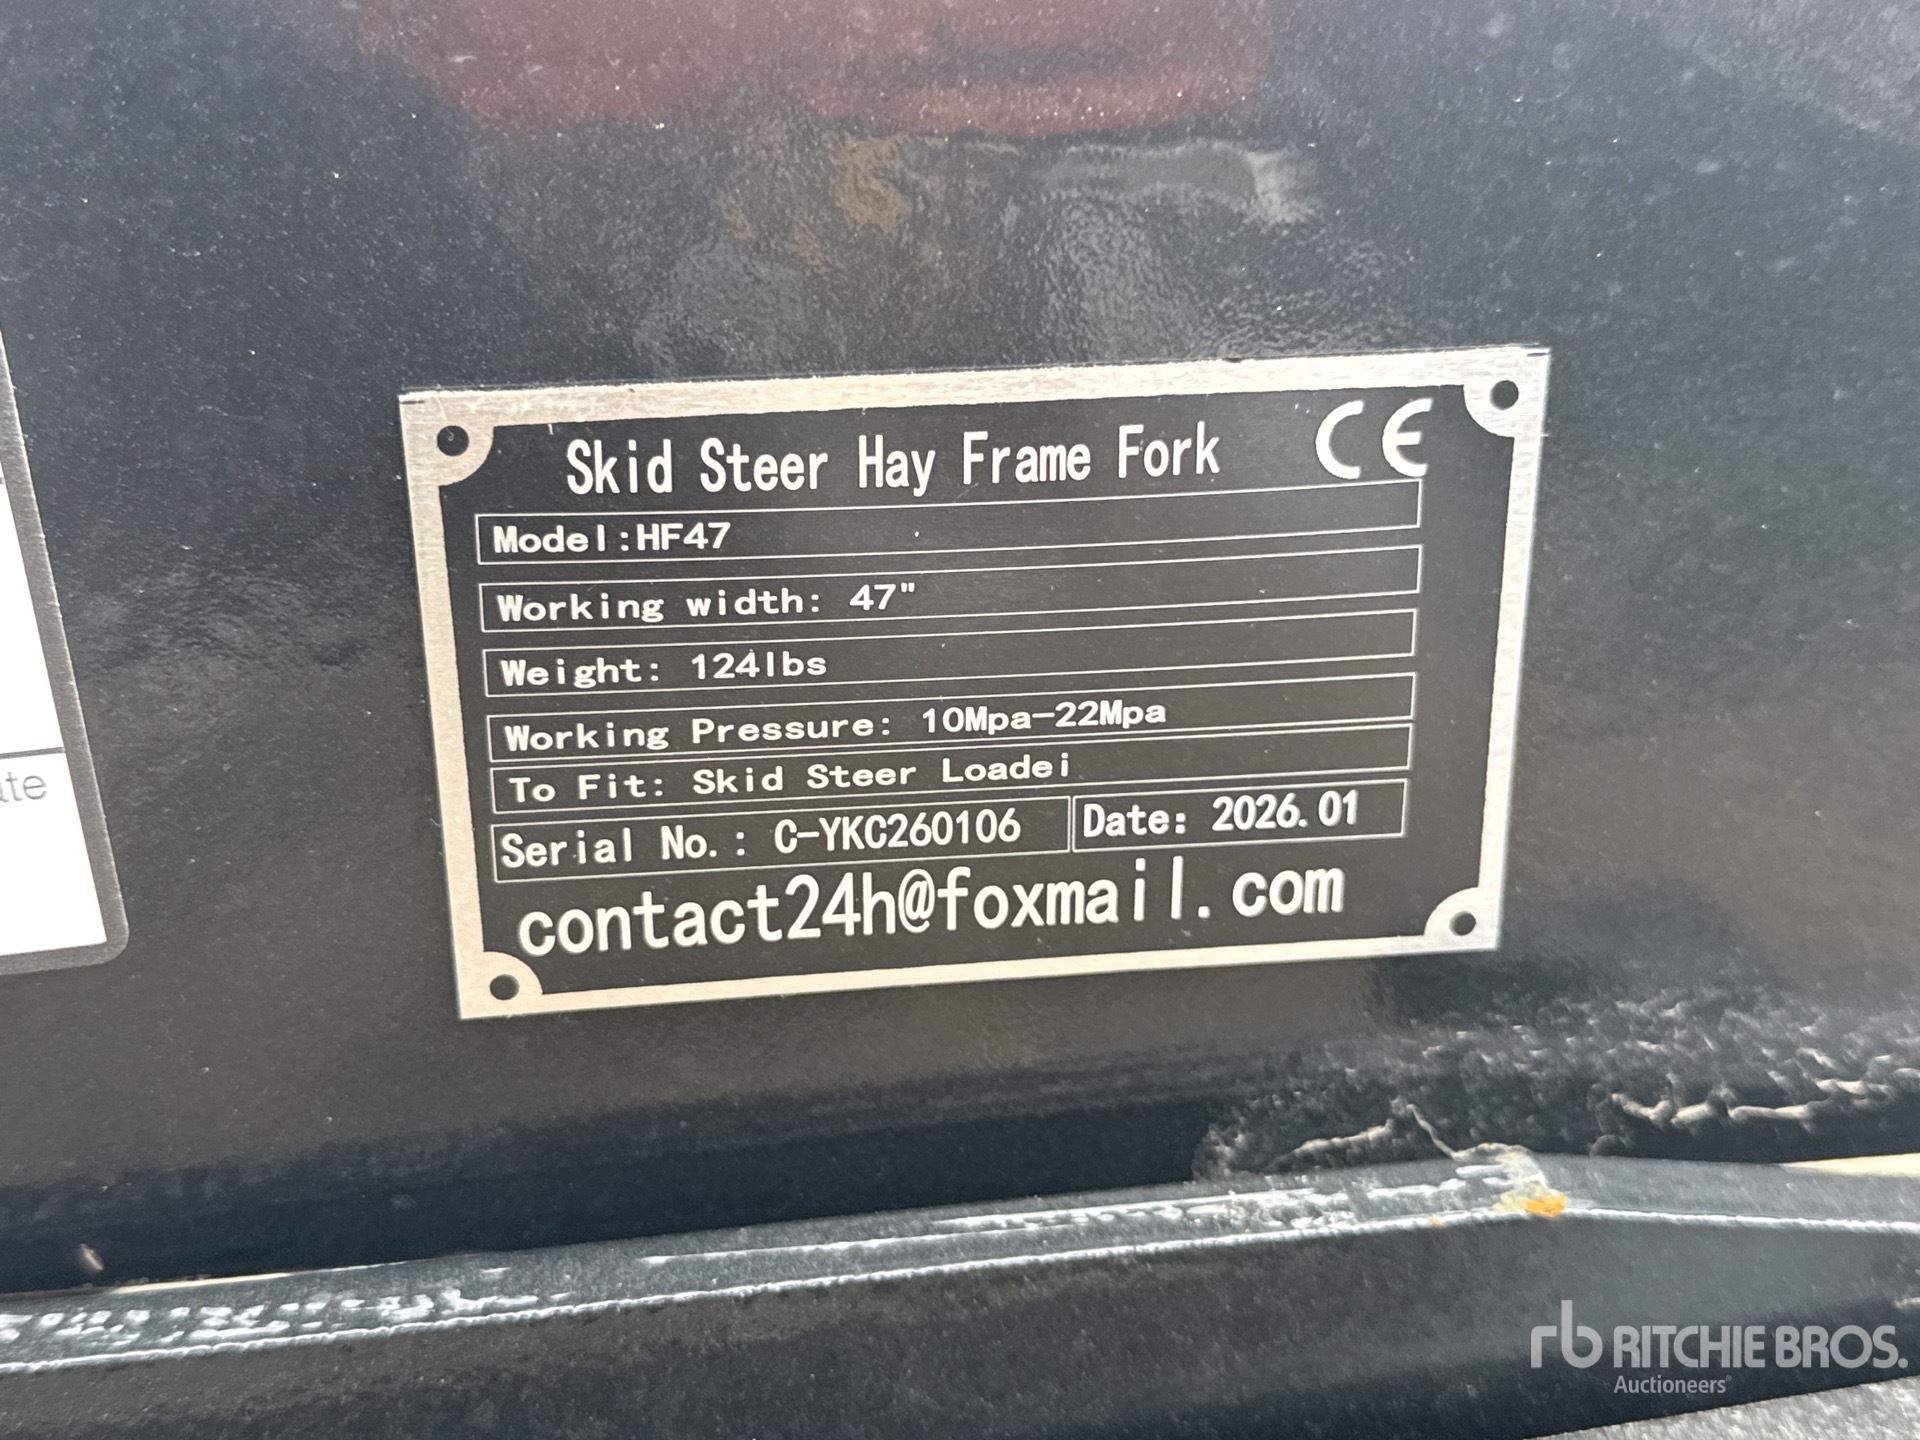 Skid Steer Hay Frame Fork CE
Model:HF47
Working width: 47"
Weight: 124lbs
Working Pressure: 10Mpa-22Mpa
To Fit: Skid Steer Loadei
Serial No.: C-YKC260106 Date: 2026.01
contact24h@foxmail.com
rb RITCHIE BROS.
Auctioneers